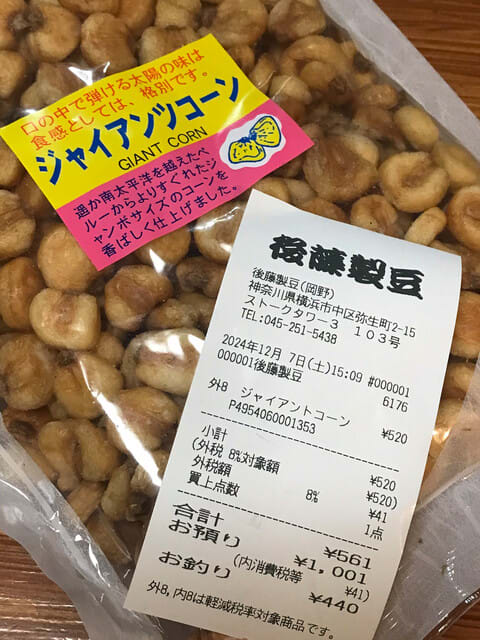 口の中で弾ける太陽の味は
食感としては、格別です。
ジャイアンツコーン
GIANT CORN
遥か南太平洋を越えたペ
ルーからよりすぐれたジ
ャンボサイズのコーンを
香ばしく仕上げました。
後藤製豆
後藤製豆(岡野)
神奈川県横浜市中区弥生町2-15
ストークタワー3 103号
TEL:045-251-5438
2024年12月 7日(土)15:09 #000001
000001後藤製豆 6176
外8 ジャイアントコーン
P4954060001353 ¥520
小計 ¥520
(外税 8%対象額 ¥520)
外税額 8% ¥41
買上点数 1点
合計 ¥561
お預り ¥1,001
(内消費税等 ¥41)
お釣り ¥440
外8,内8は軽減税率対象商品です。